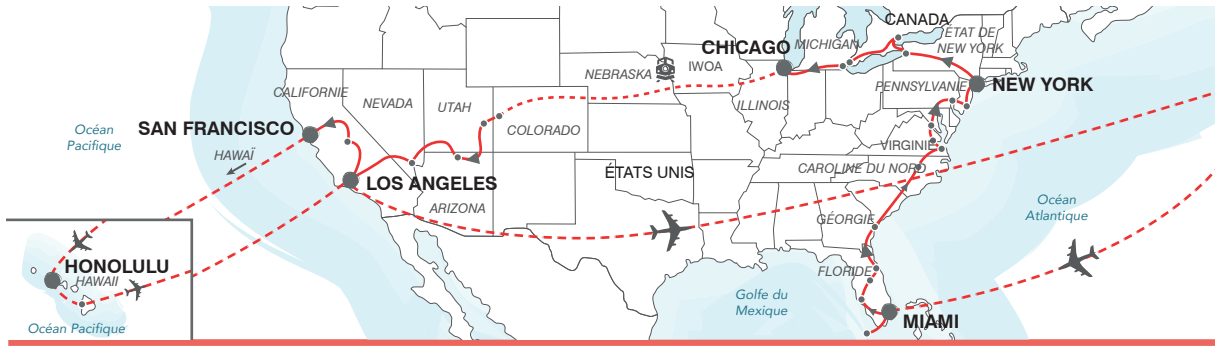 CANADA
CHICAGO
MICHIGAN
ÉTAT DE
NEW YORK
NEBRASKA
IWOA
CALIFORNIE
NEVADA
UTAH
PENNSYLVANIE
NEW YORK
ILLINOIS
Océan
Pacifique
SAN FRANCISCO
COLORADO
VIRGINIE
HAWAÏ
LOS ANGELES
ÉTATS UNIS
CAROLINE DU NORD
ARIZONA
GÉORGIE
Océan
Atlantique
HONOLULU
HAWAII
FLORIDE
Golfe du
Mexique
MIAMI
Océan Pacifique